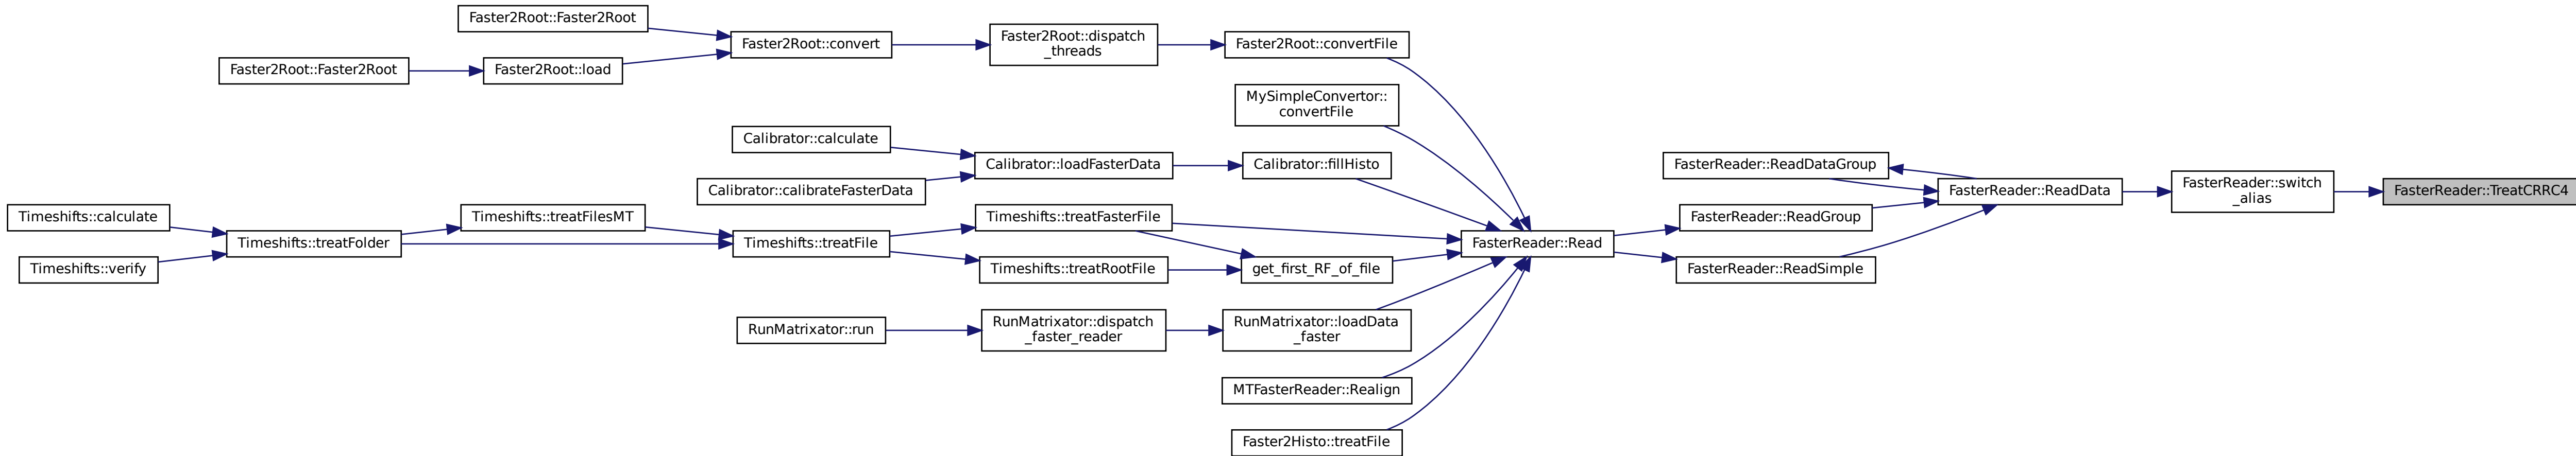 Faster2Root::Faster2Root
Faster2Root::Faster2Root
Faster2Root::load
Faster2Root::convert
Faster2Root::dispatch
_threads
Faster2Root::convertFile
MySimpleConvertor::
convertFile
Calibrator::calculate
Calibrator::calibrateFasterData
Calibrator::loadFasterData
Calibrator::fillHisto
Timeshifts::calculate
Timeshifts::verify
Timeshifts::treatFolder
Timeshifts::treatFilesMT
Timeshifts::treatFile
Timeshifts::treatFasterFile
Timeshifts::treatRootFile
get_first_RF_of_file
RunMatrixator::run
RunMatrixator::dispatch
_faster_reader
RunMatrixator::loadData
_faster
MTFasterReader::Realign
Faster2Histo::treatFile
FasterReader::Read
FasterReader::ReadDataGroup
FasterReader::ReadGroup
FasterReader::ReadSimple
FasterReader::ReadData
FasterReader::switch
_alias
FasterReader::TreatCRRC4